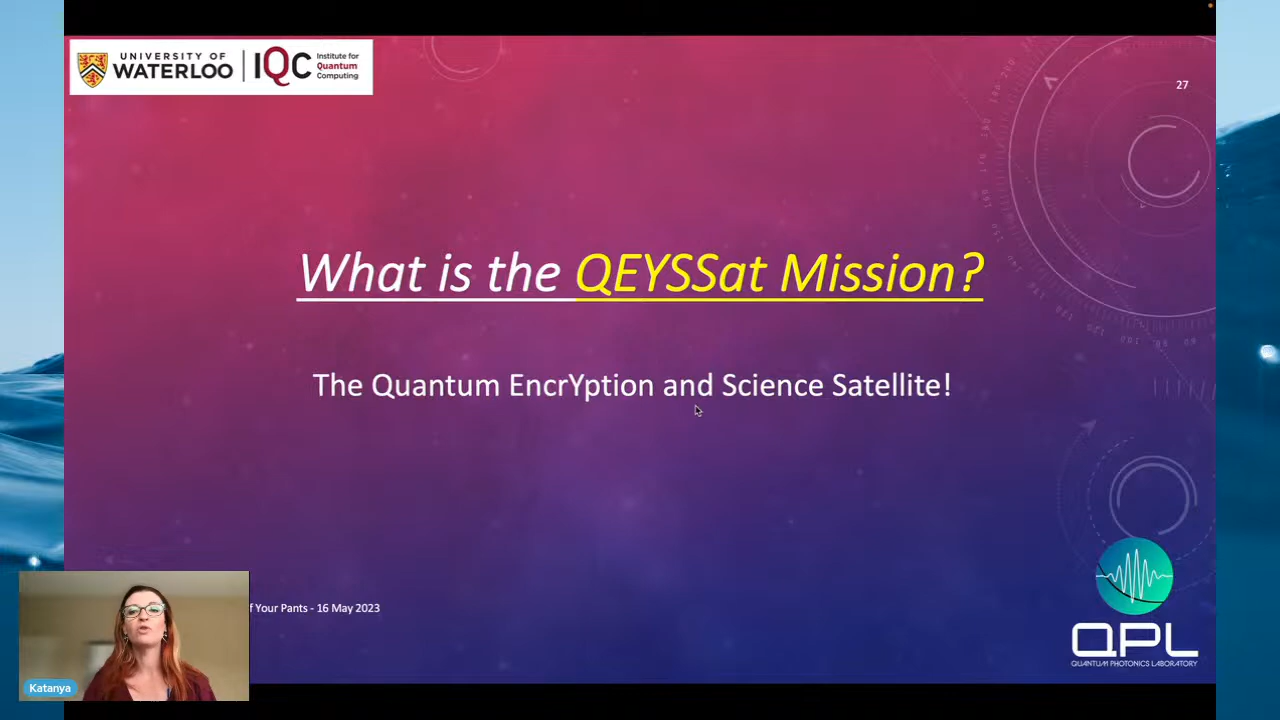 UNIVERSITY OF
WATERLOO
IQC
Institute for
Quantum
Computing
27
What is the QEYSSat Mission?
The Quantum EncrYption and Science Satellite!
f Your Pants - 16 May 2023
Katanya
QPL
QUANTUM PHOTONICS LABORATORY